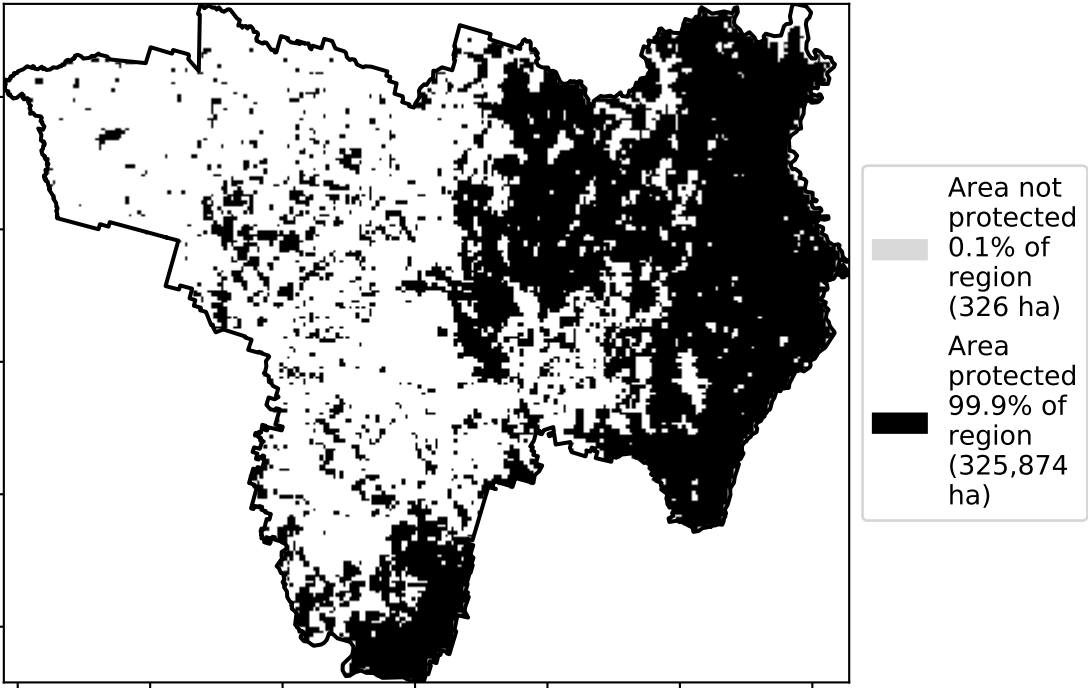 Area not
protected
0.1% of
region
(326 ha)
Area
protected
99.9% of
region
(325,874
ha)